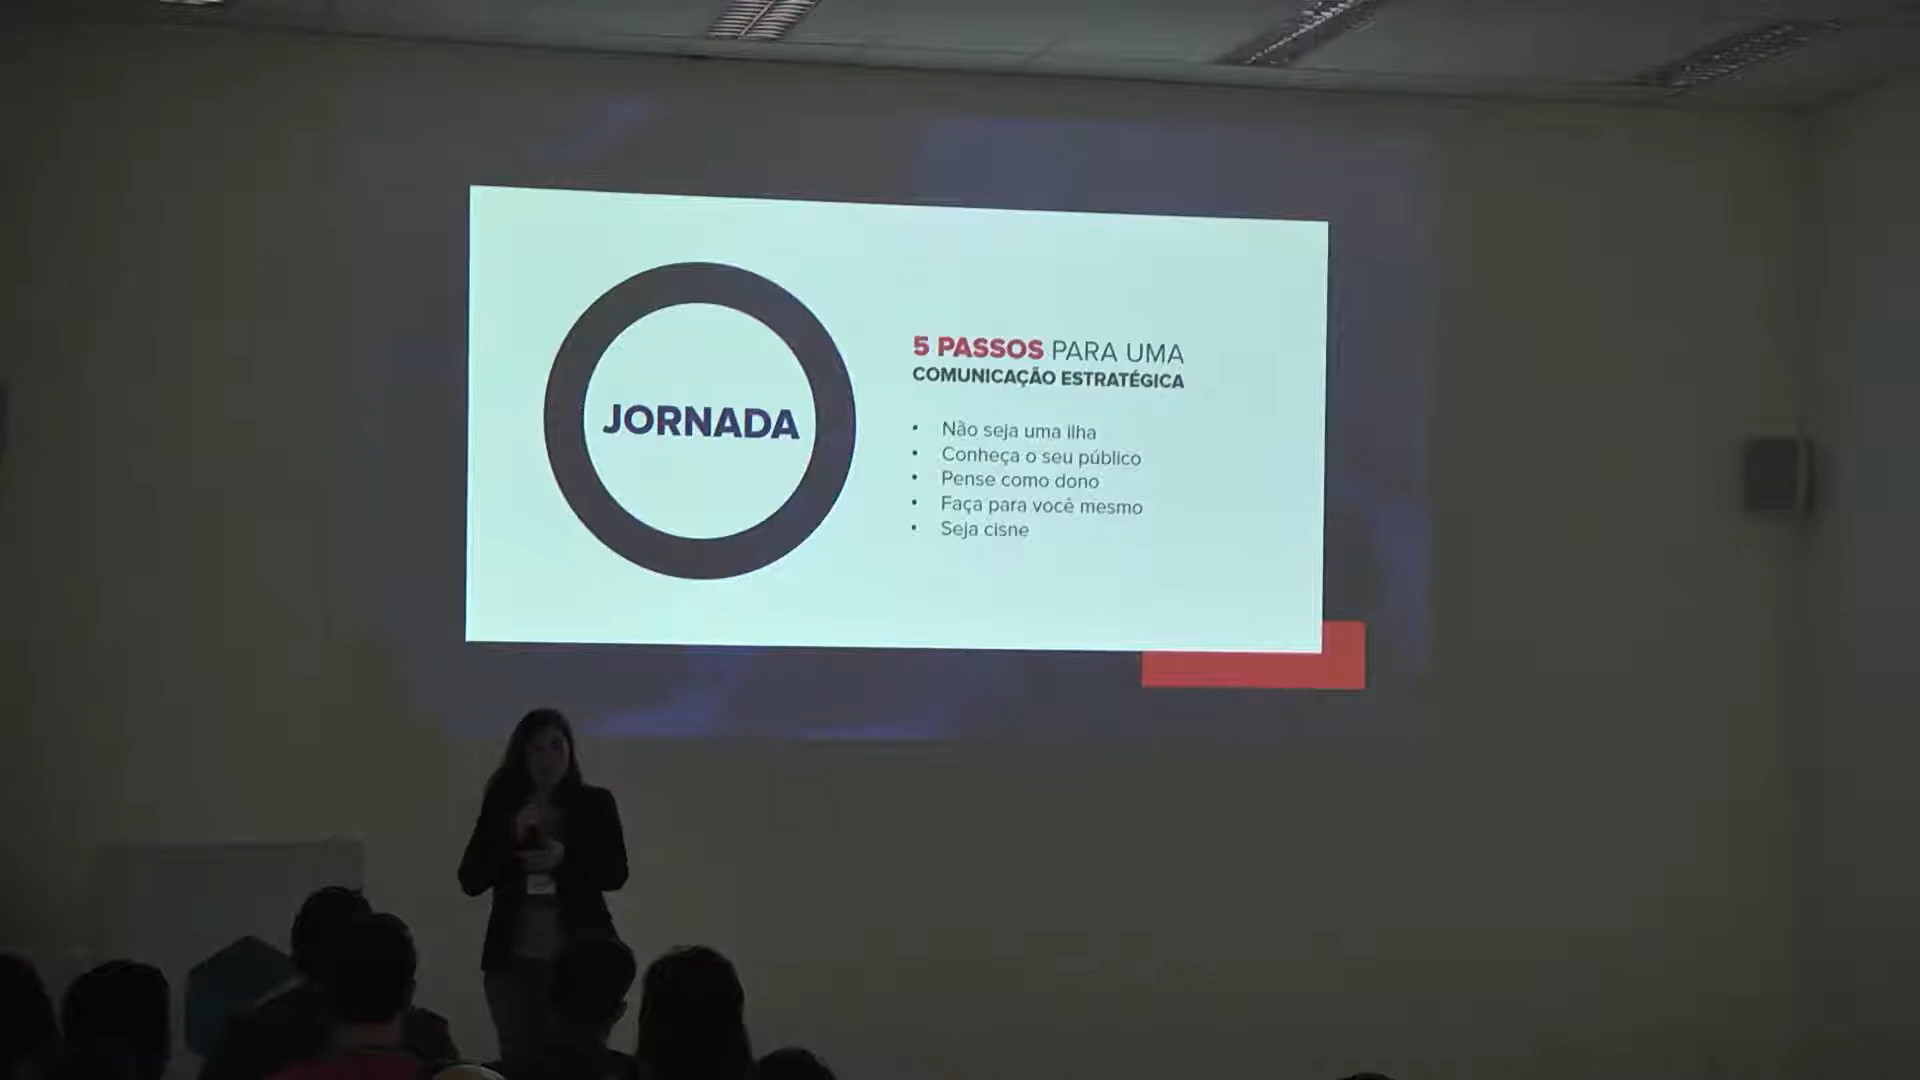 JORNADA
5 PASSOS PARA UMA
COMUNICAÇÃO ESTRATÉGICA
• Não seja uma ilha
• Conheça o seu público
• Pense como dono
• Faça para você mesmo
• Seja cisne